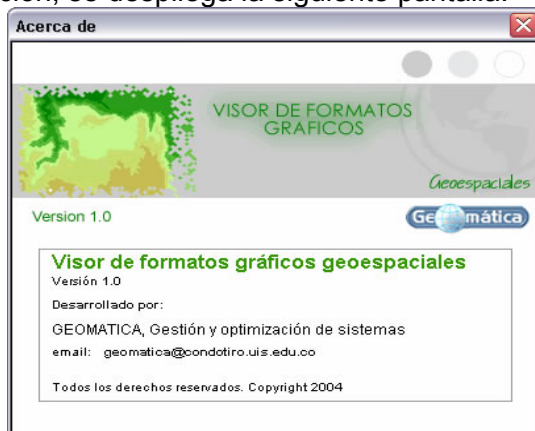 ción, se despliega la siguiente pantalla.
Acerca de
VISOR DE FORMATOS
GRAFICOS
Geoespaciales
Version 1.0
Geomática
Visor de formatos gráficos geoespaciales
Versión 1.0
Desarrollado por:
GEOMATICA, Gestión y optimización de sistemas
email: geomatica@condotiro.uis.edu.co
Todos los derechos reservados. Copyright 2004